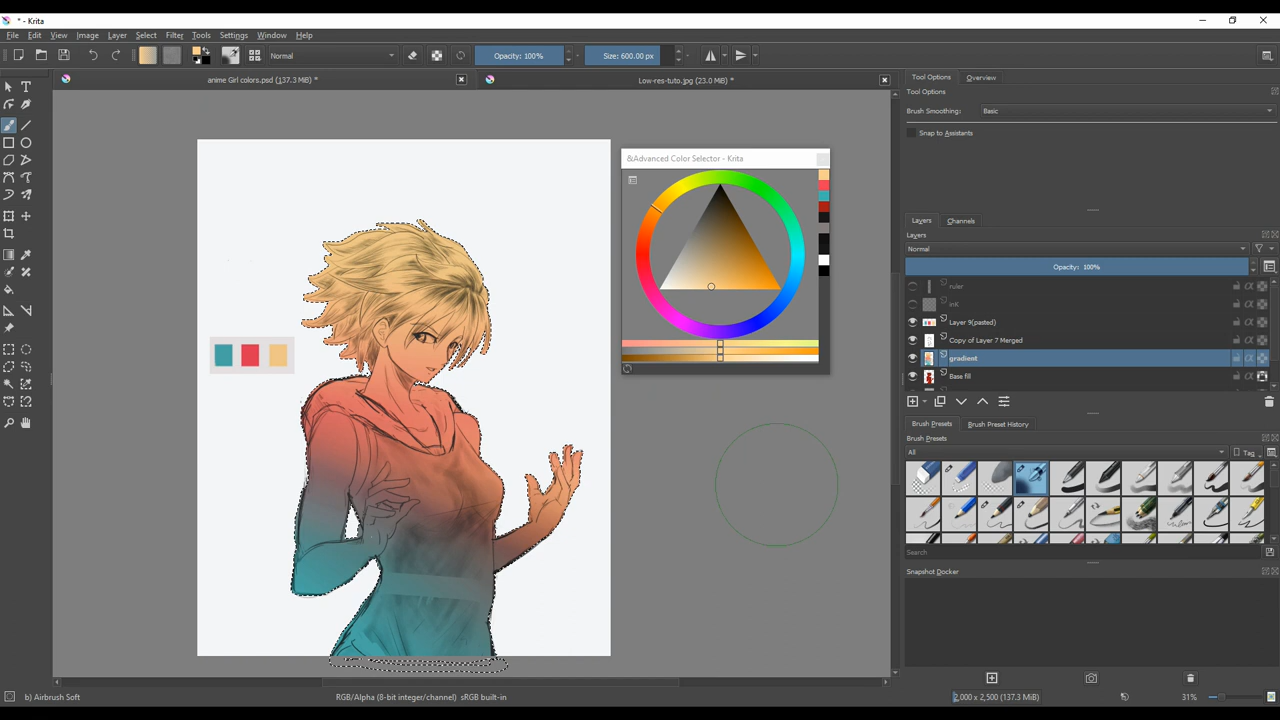 * - Krita
File Edit View Image Layer Select Filter Tools Settings Window Help
Normal Opacity: 100% Size: 600.00 px
anime Girl colors.psd (137.3 MiB) * Low-res-tuto.jpg (23.0 MiB) *
Tool Options Overview
Tool Options
Brush Smoothing: Basic
Snap to Assistants
&Advanced Color Selector - Krita
Layers Channels
Layers
Normal
Opacity: 100%
ruler
inK
Layer 9(pasted)
Copy of Layer 7 Merged
gradient
Base fill
Brush Presets Brush Preset History
Brush Presets
All Tag
Search
Snapshot Docker
b) Airbrush Soft RGB/Alpha (8-bit integer/channel) sRGB built-in 2,000 x 2,500 (137.3 MiB) 31%